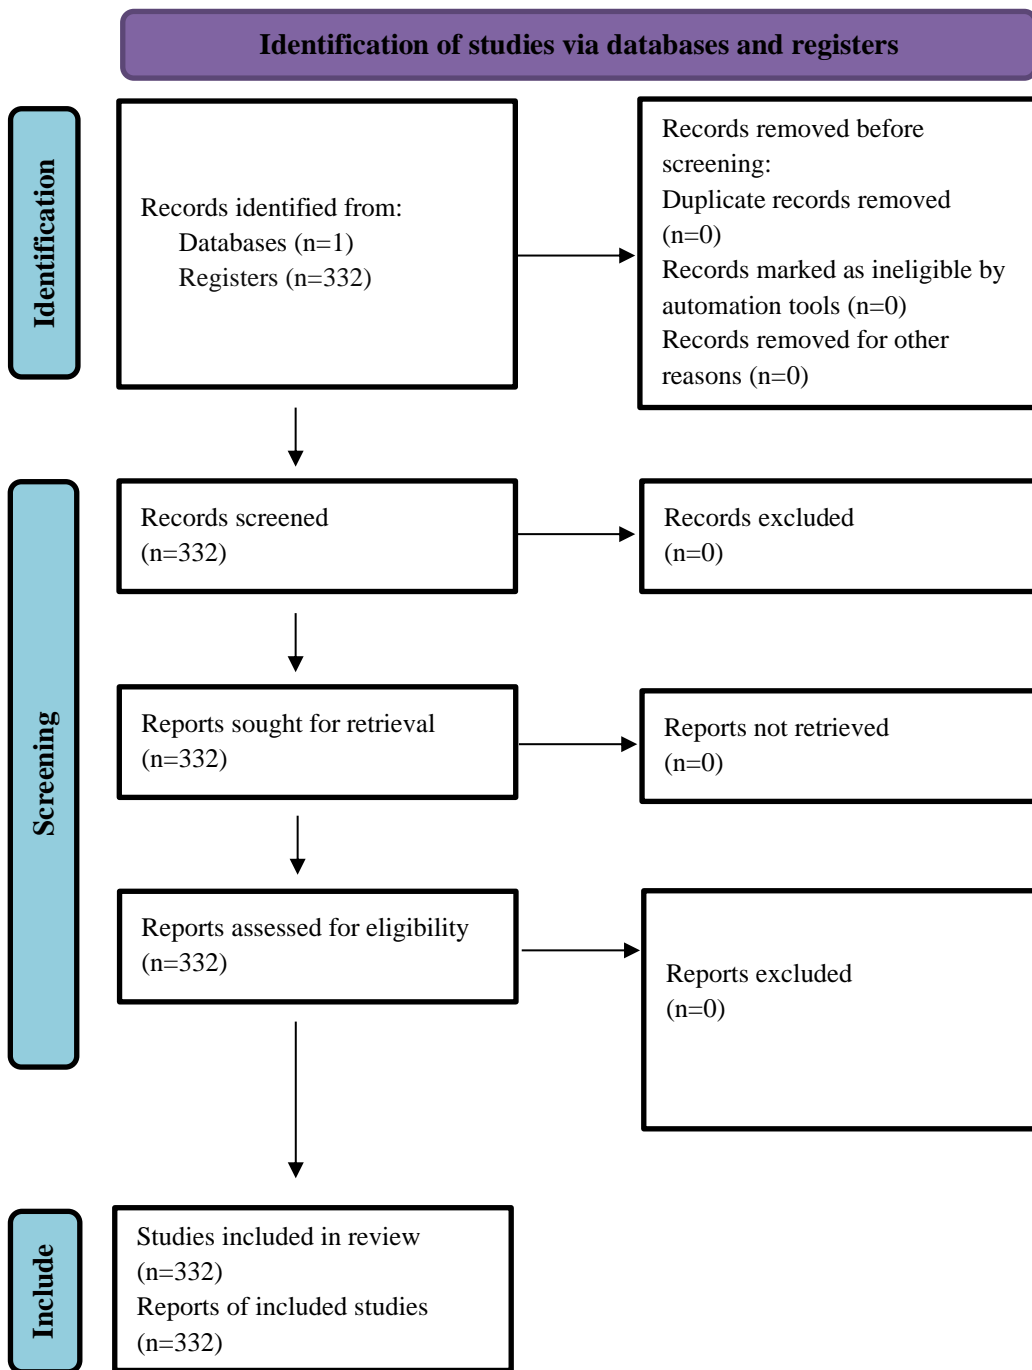 Identification of studies via databases and registers
Identification
Records identified from:
Databases (n=1)
Registers (n=332)
Records removed before
screening:
Duplicate records removed
(n=0)
Records marked as ineligible by
automation tools (n=0)
Records removed for other
reasons (n=0)
Screening
Records screened
(n=332)
Records excluded
(n=0)
Reports sought for retrieval
(n=332)
Reports not retrieved
(n=0)
Reports assessed for eligibility
(n=332)
Reports excluded
(n=0)
Include
Studies included in review
(n=332)
Reports of included studies
(n=332)